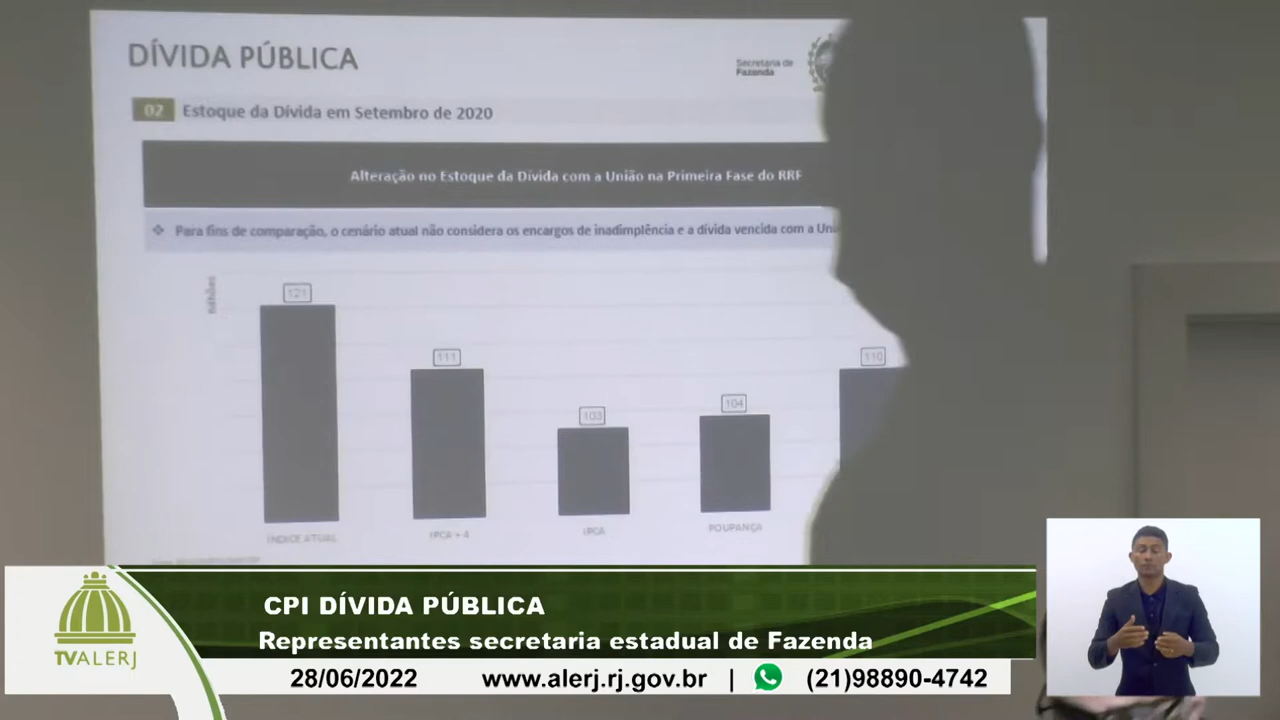 DÍVIDA PÚBLICA
Secretaria de
Fazenda
02 Estoque da Dívida em Setembro de 2020
Alteração no Estoque da Dívida com a União na Primeira Fase do RRF
❖ Para fins de comparação, o cenário atual não considera os encargos de inadimplência e a dívida vencida com a
Bilhões
121
111
103
104
110
ÍNDICE ATUAL
IPCA + 4
IPCA
POUPANÇA
CPI DÍVIDA PÚBLICA
Representantes secretaria estadual de Fazenda
TVALERJ
28/06/2022 www.alerj.rj.gov.br | (21)98890-4742